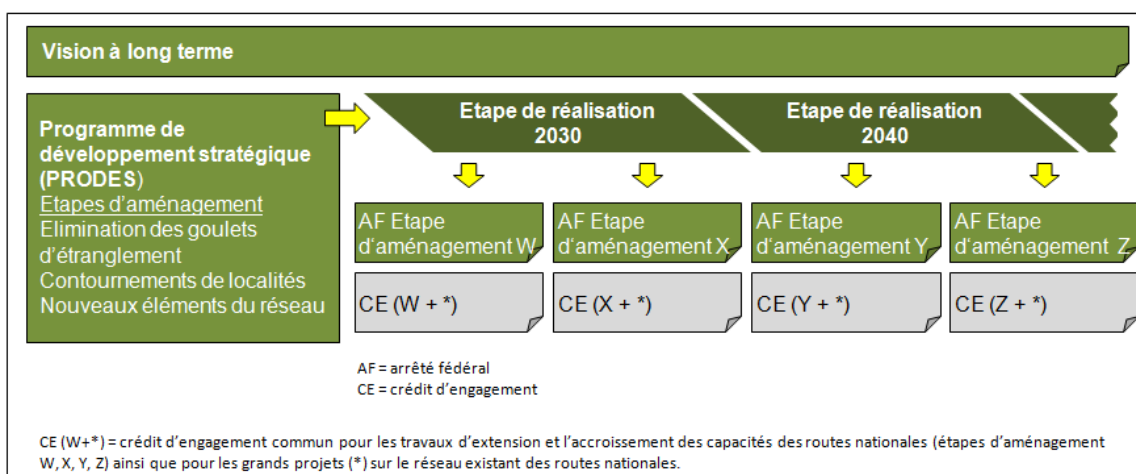 Vision à long terme
Programme de
développement stratégique
(PRODES)
Etapes d'aménagement
Elimination des goulets
d'étranglement
Contournements de localités
Nouveaux éléments du réseau
Etape de réalisation
2030
Etape de réalisation
2040
AF Etape
d'aménagement W
AF Etape
d'aménagement X
AF Etape
d'aménagement Y
AF Etape
d'aménagement Z
CE (W + *)
CE (X + *)
CE (Y + *)
CE (Z + *)
AF = arrêté fédéral
CE = crédit d'engagement
CE (W+*) = crédit d'engagement commun pour les travaux d'extension et l'accroissement des capacités des routes nationales (étapes d'aménagement
W, X, Y, Z) ainsi que pour les grands projets (*) sur le réseau existant des routes nationales.